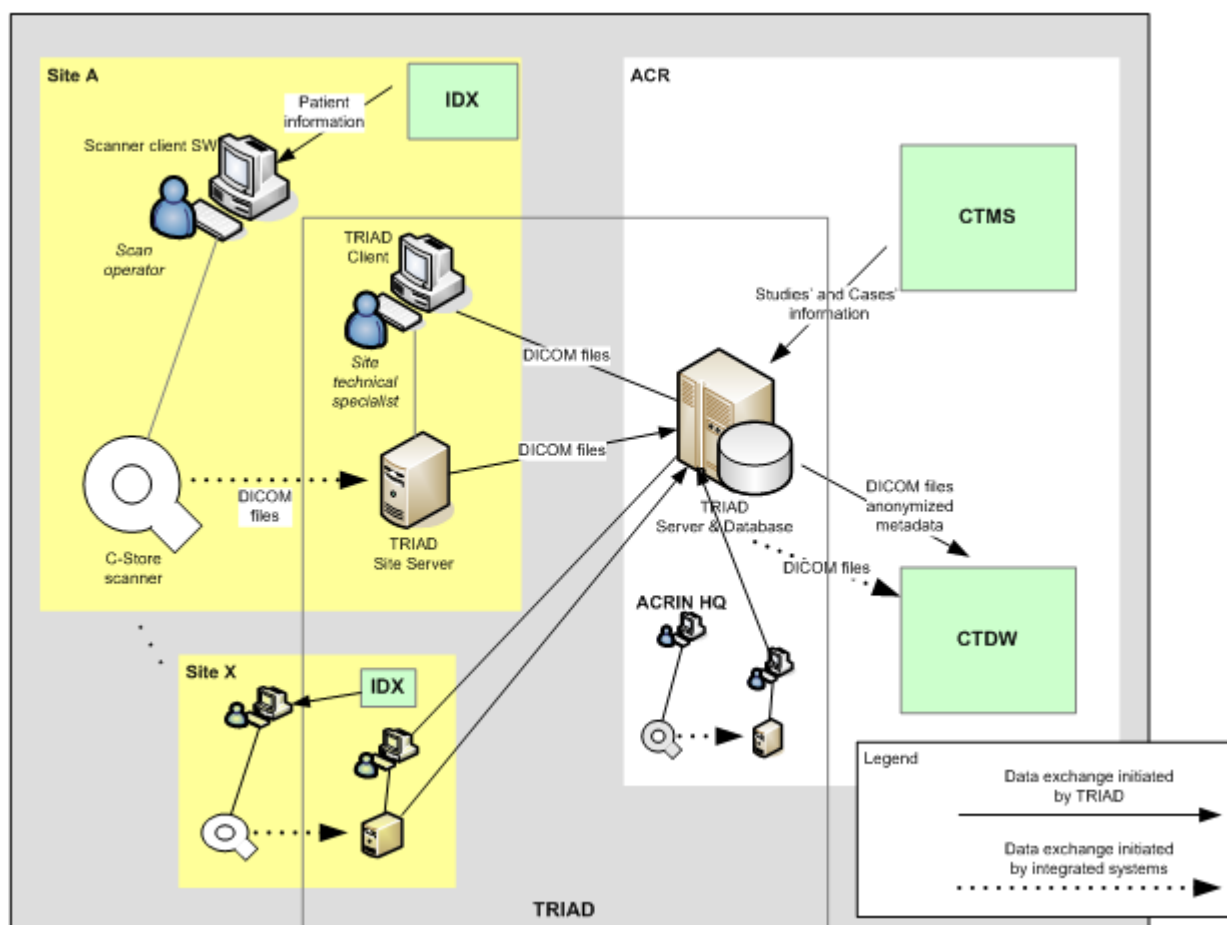 Site A
IDX
Patient
information
Scanner client SW
Scan
operator
TRIAD
Client
Site
technical
specialist
DICOM files
DICOM files
DICOM
files
C-Store
scanner
TRIAD
Site Server
ACR
CTMS
Studies' and Cases'
information
TRIAD
Server & Database
DICOM files
anonymized
metadata
DICOM files
CTDW
ACRIN HQ
Site X
IDX
TRIAD
Legend
Data exchange initiated
by TRIAD
Data exchange initiated
by integrated systems